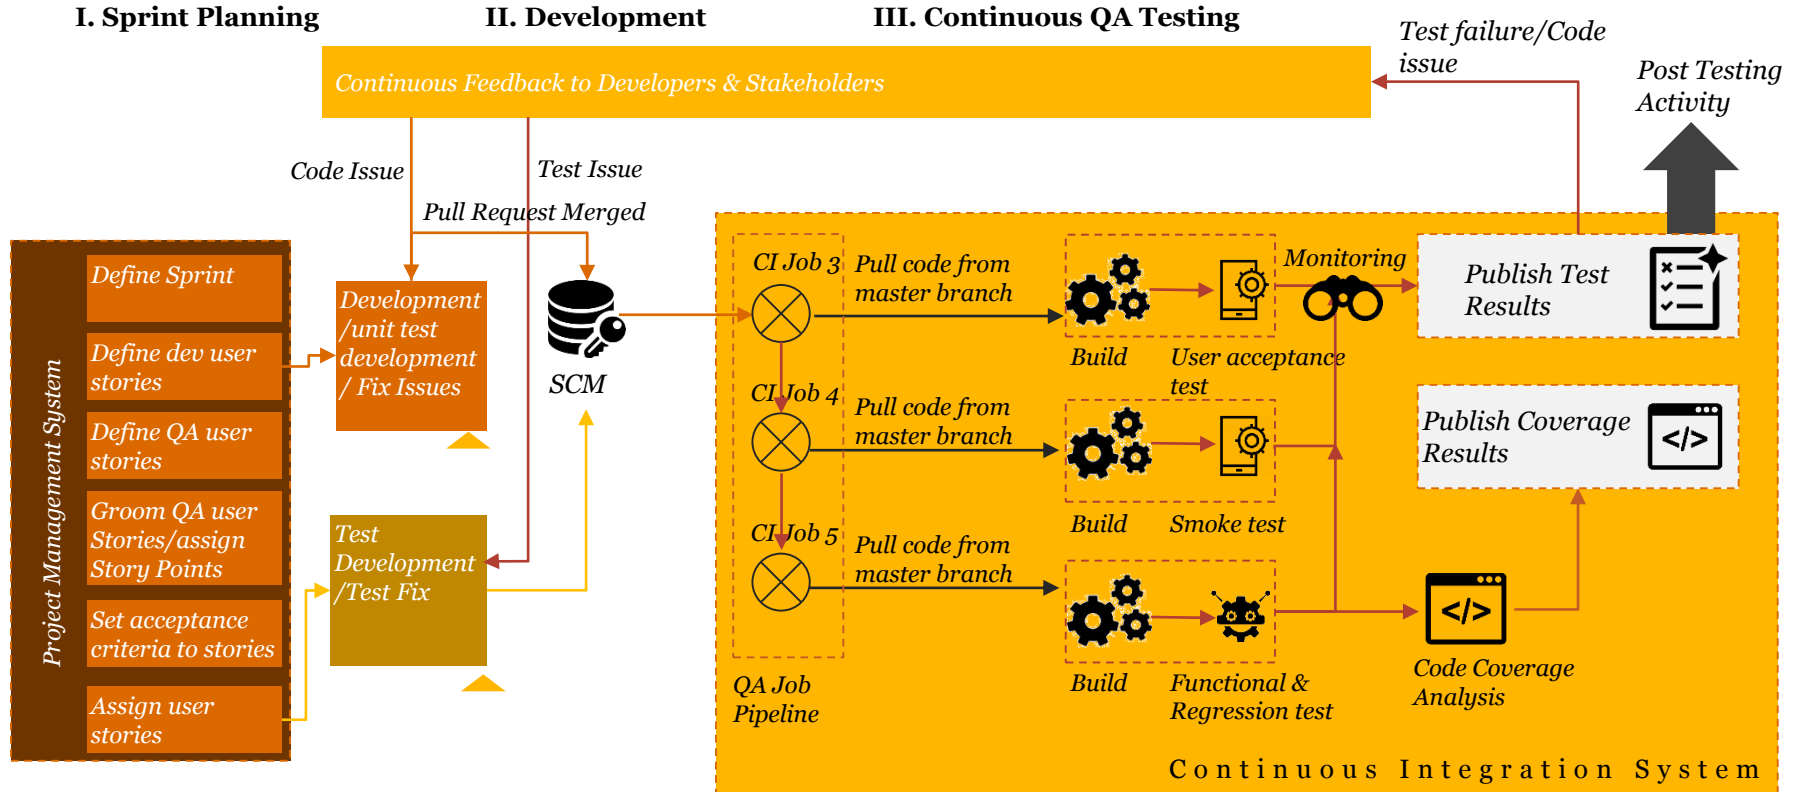 I. Sprint Planning
II. Development
III. Continuous QA Testing
Continuous Feedback to Developers & Stakeholders
Test failure/Code
issue
Post Testing
Activity
Code Issue
Test Issue
Pull Request Merged
Project Management System
Define Sprint
Define dev user
stories
Define QA user
stories
Groom QA user
Stories/assign
Story Points
Set acceptance
criteria to stories
Assign user
stories
Development
/unit test
development
/ Fix Issues
Test
Development
/Test Fix
SCM
CI Job 3
CI Job 4
CI Job 5
QA Job
Pipeline
Pull code from
master branch
Build
User acceptance
test
Pull code from
master branch
Build
Smoke test
Pull code from
master branch
Build
Functional &
Regression test
Monitoring
Publish Test
Results
Publish Coverage
Results
</>
</>
Code Coverage
Analysis
Continuous Integration System